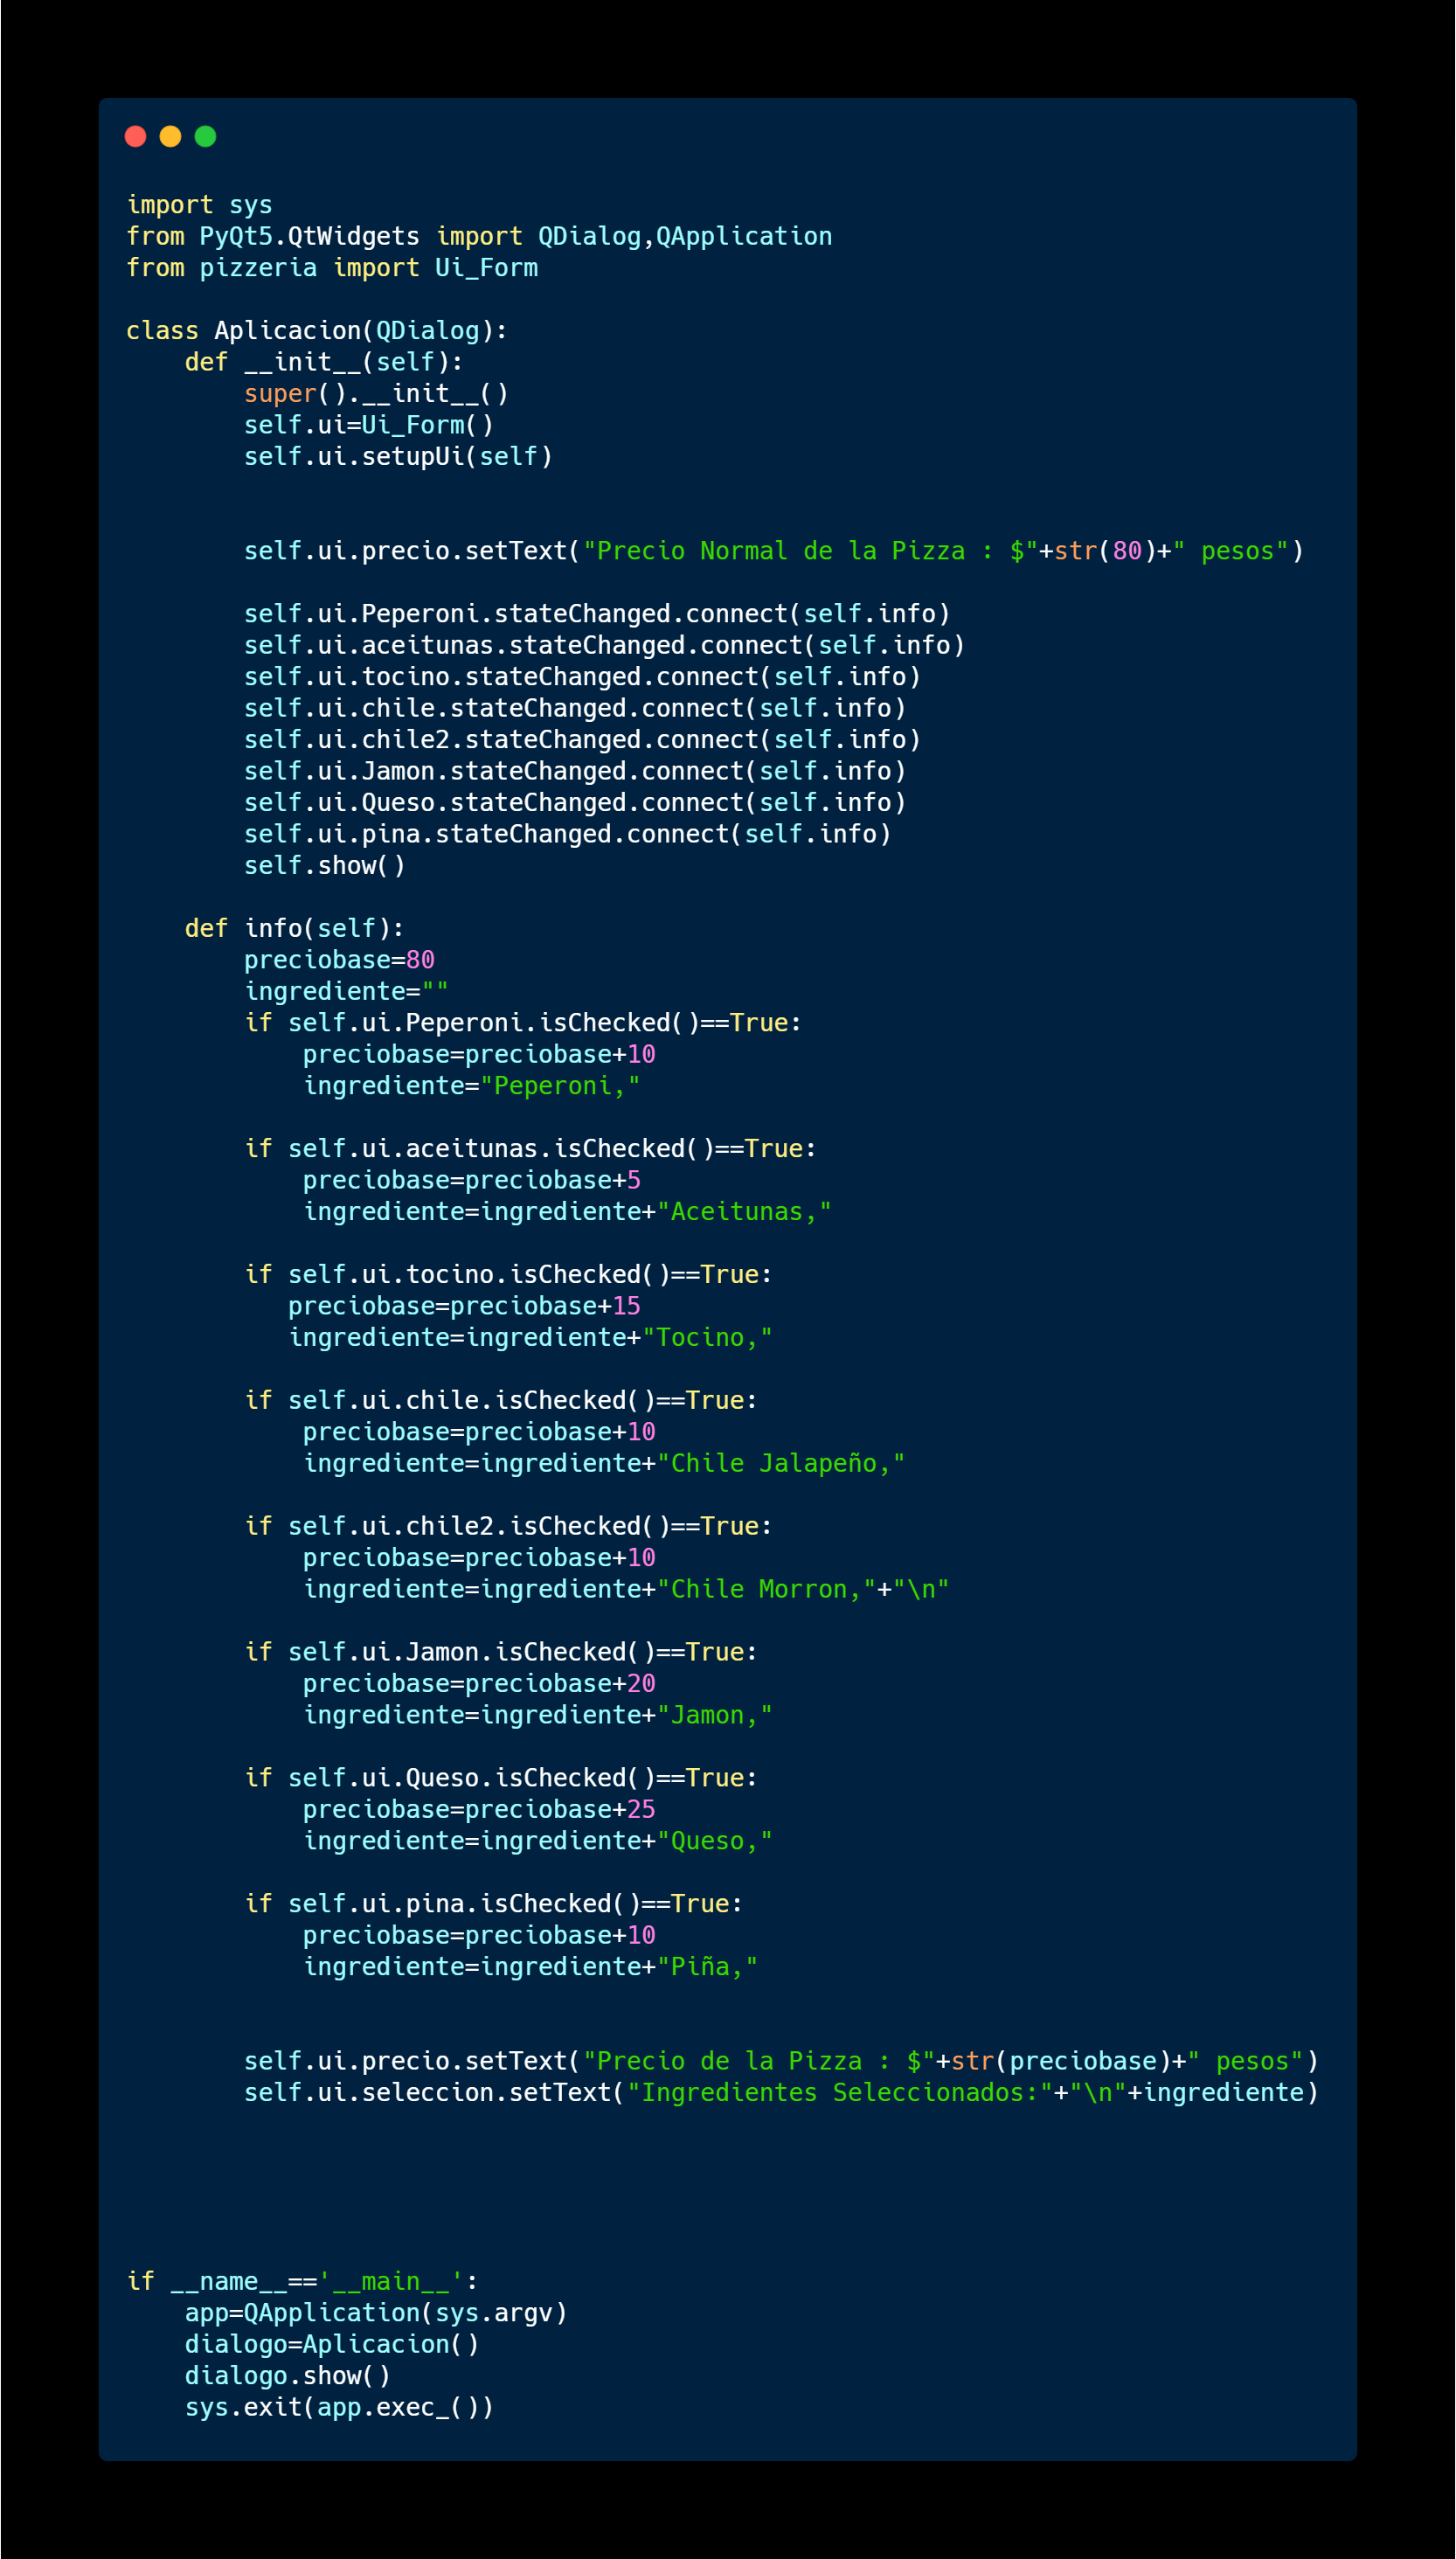 import sys
from PyQt5.QtWidgets import QDialog,QApplication
from pizzeria import Ui_Form

class Aplicacion(QDialog):
    def __init__(self):
        super().__init__()
        self.ui=Ui_Form()
        self.ui.setupUi(self)


        self.ui.precio.setText("Precio Normal de la Pizza : $"+str(80)+" pesos")

        self.ui.Peperoni.stateChanged.connect(self.info)
        self.ui.aceitunas.stateChanged.connect(self.info)
        self.ui.tocino.stateChanged.connect(self.info)
        self.ui.chile.stateChanged.connect(self.info)
        self.ui.chile2.stateChanged.connect(self.info)
        self.ui.Jamon.stateChanged.connect(self.info)
        self.ui.Queso.stateChanged.connect(self.info)
        self.ui.pina.stateChanged.connect(self.info)
        self.show()

    def info(self):
        preciobase=80
        ingrediente=""
        if self.ui.Peperoni.isChecked()==True:
            preciobase=preciobase+10
            ingrediente="Peperoni,"

        if self.ui.aceitunas.isChecked()==True:
            preciobase=preciobase+5
            ingrediente=ingrediente+"Aceitunas,"

        if self.ui.tocino.isChecked()==True:
           preciobase=preciobase+15
           ingrediente=ingrediente+"Tocino,"

        if self.ui.chile.isChecked()==True:
            preciobase=preciobase+10
            ingrediente=ingrediente+"Chile Jalapeño,"

        if self.ui.chile2.isChecked()==True:
            preciobase=preciobase+10
            ingrediente=ingrediente+"Chile Morron,"+"\n"

        if self.ui.Jamon.isChecked()==True:
            preciobase=preciobase+20
            ingrediente=ingrediente+"Jamon,"

        if self.ui.Queso.isChecked()==True:
            preciobase=preciobase+25
            ingrediente=ingrediente+"Queso,"

        if self.ui.pina.isChecked()==True:
            preciobase=preciobase+10
            ingrediente=ingrediente+"Piña,"


        self.ui.precio.setText("Precio de la Pizza : $"+str(preciobase)+" pesos")
        self.ui.seleccion.setText("Ingredientes Seleccionados:"+"\n"+ingrediente)





if __name__=='__main__':
    app=QApplication(sys.argv)
    dialogo=Aplicacion()
    dialogo.show()
    sys.exit(app.exec_())